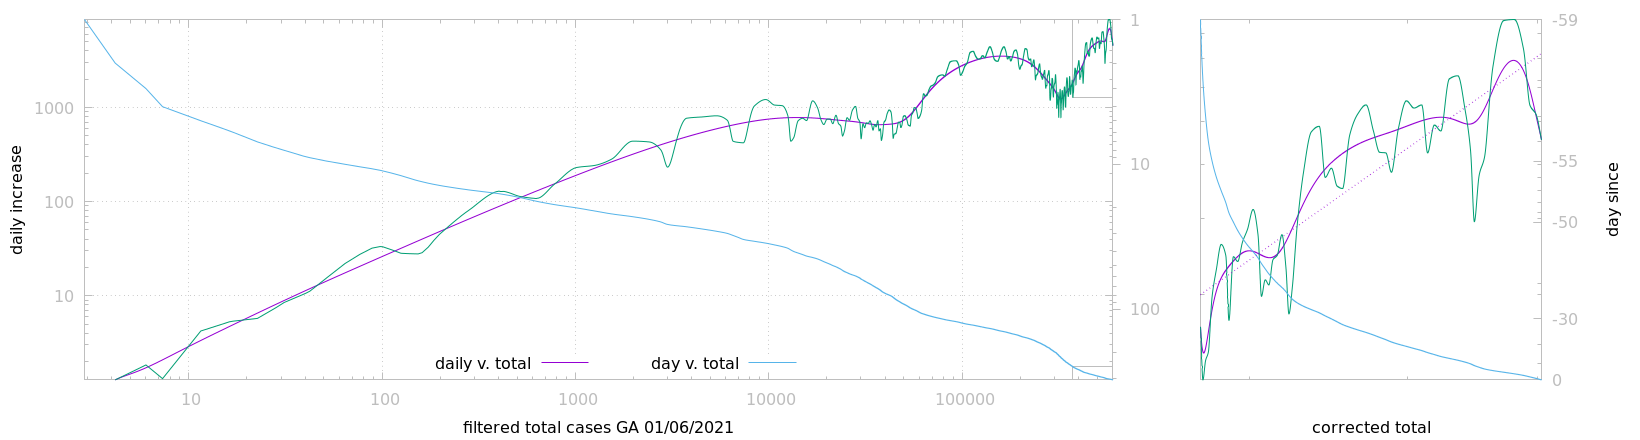 1 -59
1000
10 -55
daily increase
100 -50
day since
10
100 -30
daily v. total day v. total
0
10 100 1000 10000 100000
filtered total cases GA 01/06/2021 corrected total